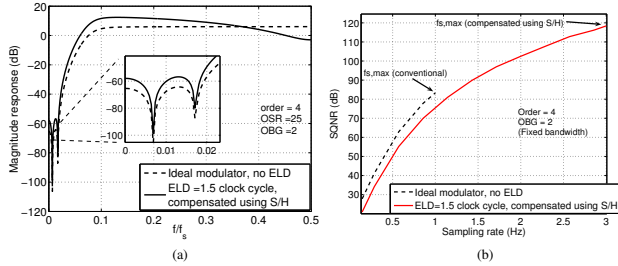 (a)
Magnitude response (dB)
20
0
−20
−40
−60
−80
−100
−120
0
0.1
0.2
0.3
0.4
0.5
f/fs
−40
−60
−80
−100
0
0.01
0.02
order = 4
OSR =25
OBG =2
Ideal modulator, no ELD
ELD =1.5 clock cycle,
compensated using S/H
(a)
(b)
SQNR (dB)
120
110
100
90
80
70
60
50
40
30
20
0.5
1
1.5
2
2.5
3
Sampling rate (Hz)
fs,max
(compensated using S/H)
fs,max (conventional)
Order = 4
OBG = 2
(Fixed bandwidth)
Ideal modulator, no ELD
ELD=1.5 clock cycle, compensated using S/H
(b)